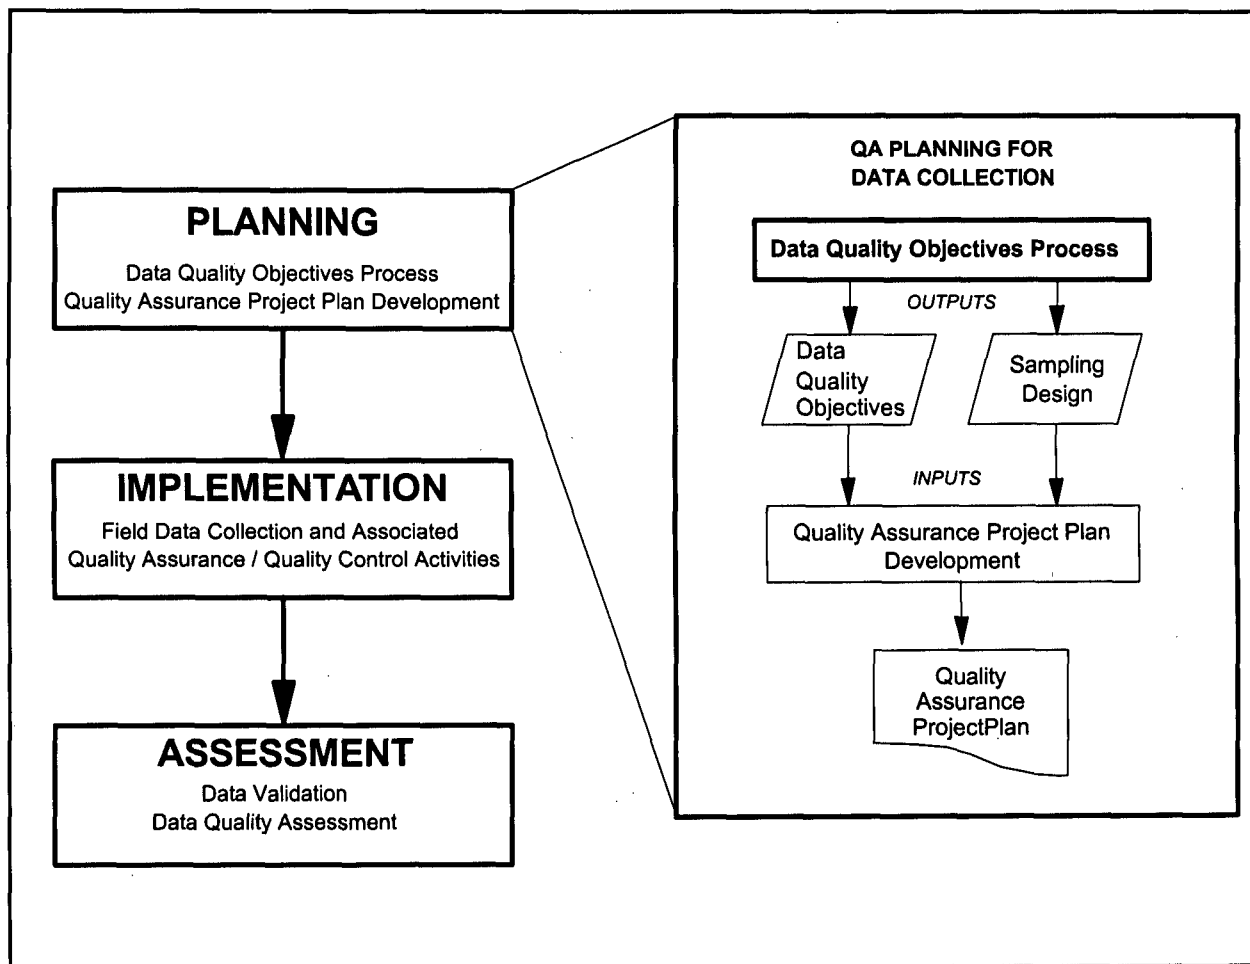 PLANNING
Data Quality Objectives Process
Quality Assurance Project Plan Development
IMPLEMENTATION
Field Data Collection and Associated
Quality Assurance / Quality Control Activities
ASSESSMENT
Data Validation
Data Quality Assessment
QA PLANNING FOR
DATA COLLECTION
Data Quality Objectives Process
OUTPUTS
Data
Quality
Objectives
Sampling
Design
INPUTS
Quality Assurance Project Plan
Development
Quality
Assurance
ProjectPlan